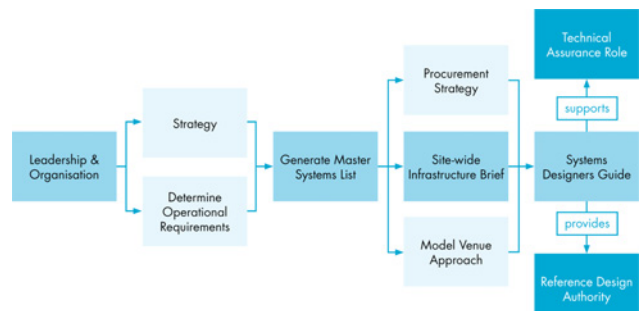 Leadership &
Organisation
Strategy
Determine
Operational
Requirements
Generate Master
Systems List
Procurement
Strategy
Site-wide
Infrastructure Brief
Model Venue
Approach
Technical
Assurance Role
supports
Systems
Designers Guide
provides
Reference Design
Authority